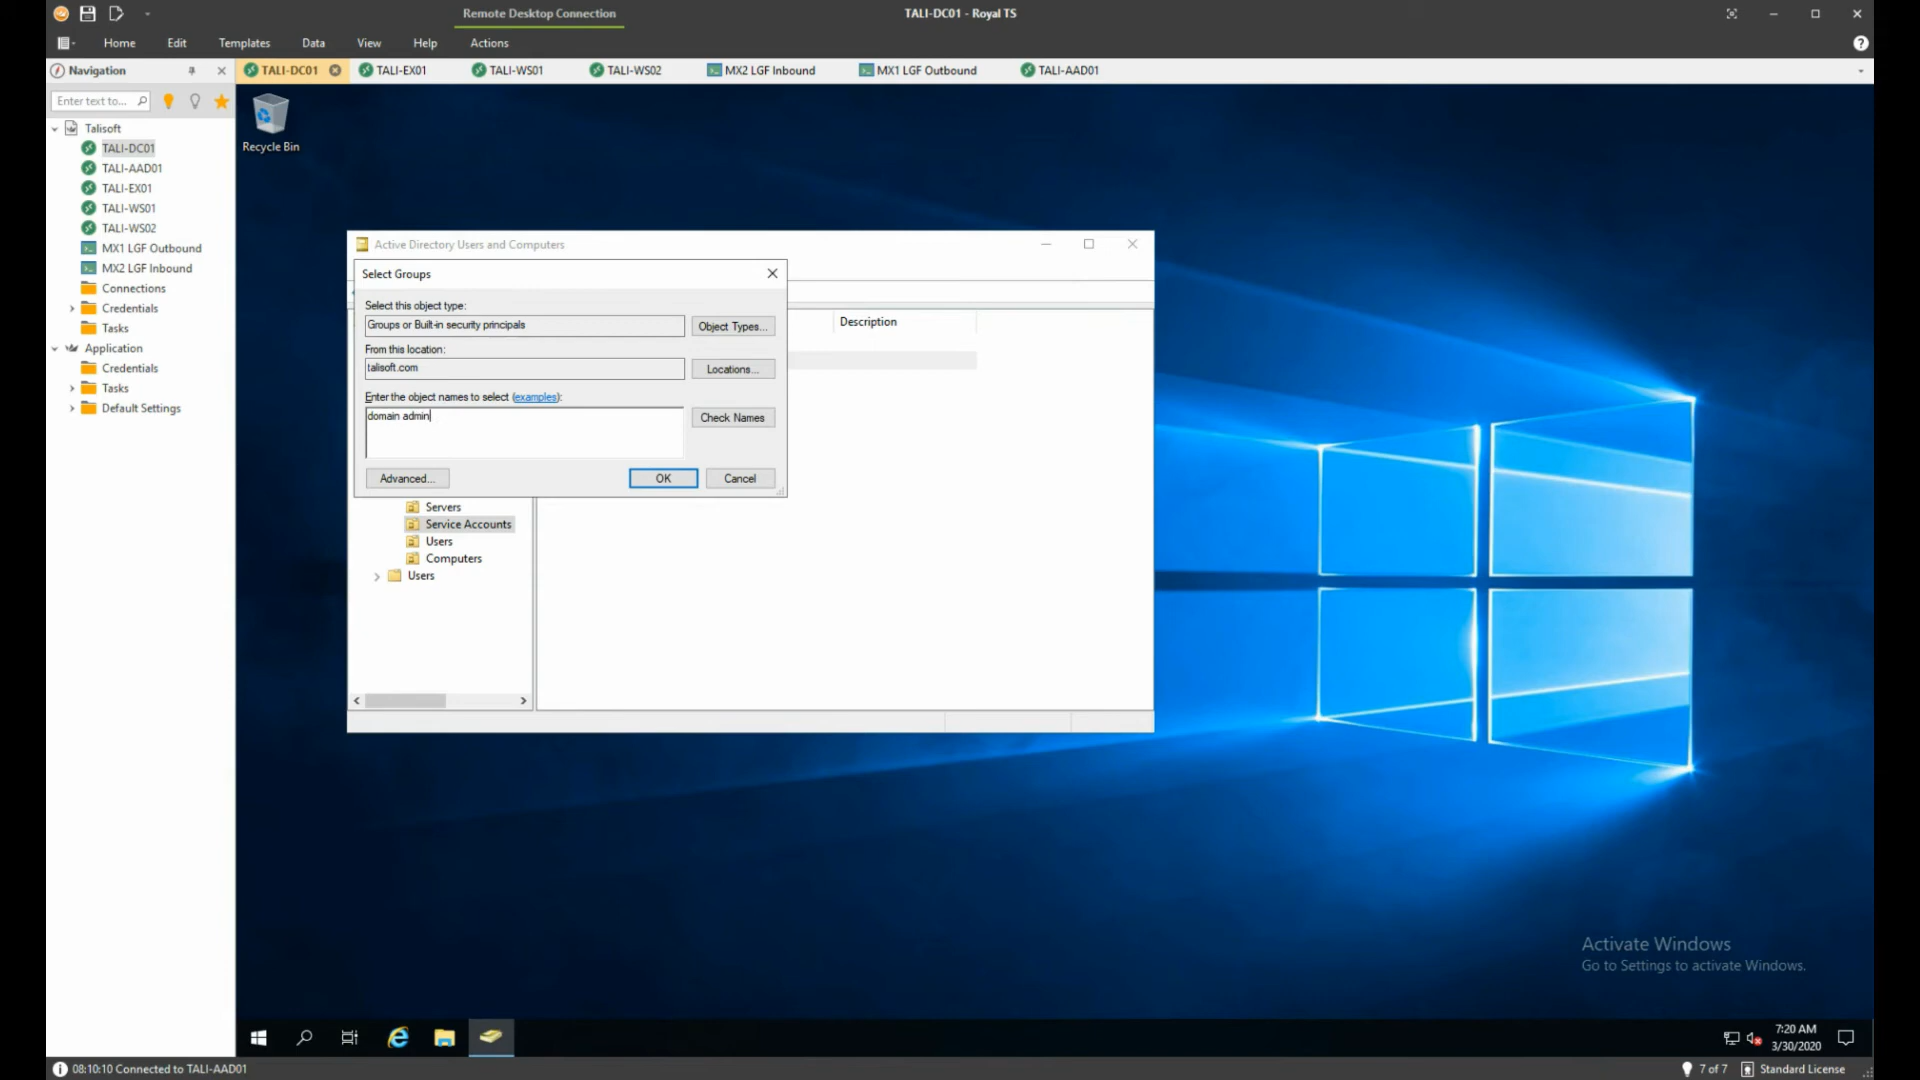 Remote Desktop Connection
TALI-DC01 - Royal TS
Home Edit Templates Data View Help Actions
Navigation
TALI-DC01 TALI-EX01 TALI-WS01 TALI-WS02 MX2 LGF Inbound MX1 LGF Outbound TALI-AAD01
Enter text to...
Talisoft
TALI-DC01
TALI-AAD01
TALI-EX01
TALI-WS01
TALI-WS02
MX1 LGF Outbound
MX2 LGF Inbound
Connections
Credentials
Tasks
Application
Credentials
Tasks
Default Settings
Recycle Bin
Active Directory Users and Computers
Select Groups
Select this object type:
Groups or Built-in security principals
Object Types...
From this location:
talisoft.com
Locations...
Enter the object names to select (examples):
domain admin
Check Names
Advanced...
OK
Cancel
Description
Servers
Service Accounts
Users
Computers
Users
Activate Windows
Go to Settings to activate Windows.
7:20 AM
3/30/2020
08:10:10 Connected to TALI-AAD01
7 of 7
Standard License